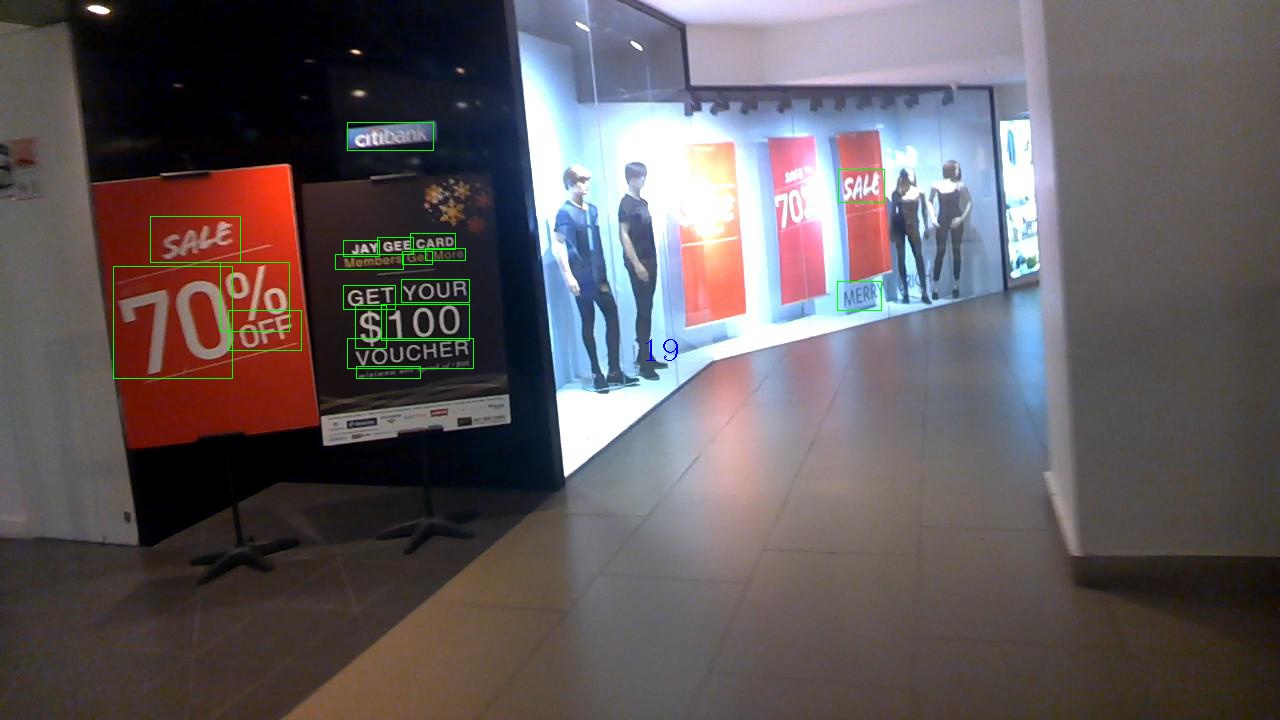 citibank
SALE
70%
OFF
JAY GEE CARD
Members Get More
GET YOUR
$100
VOUCHER
SALE
70%
SALE
MERRY
19